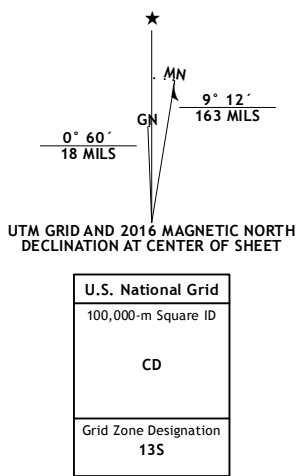 MN
GN
9° 12´
163 MILS
0° 60´
18 MILS
UTM GRID AND 2016 MAGNETIC NORTH
DECLINATION AT CENTER OF SHEET
U.S. National Grid
100,000-m Square ID
CD
Grid Zone Designation
13S